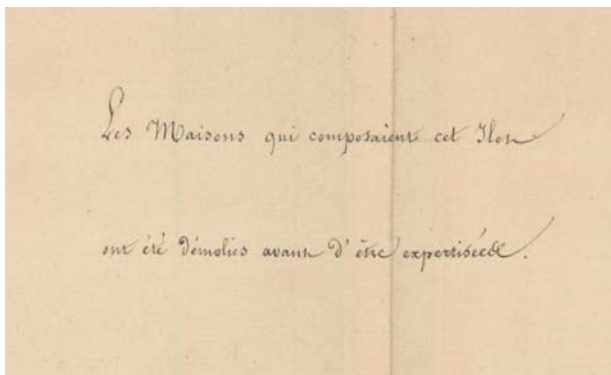 Les Maisons qui composaient cet Ilot
ont été démolies avant d'être expertisées.